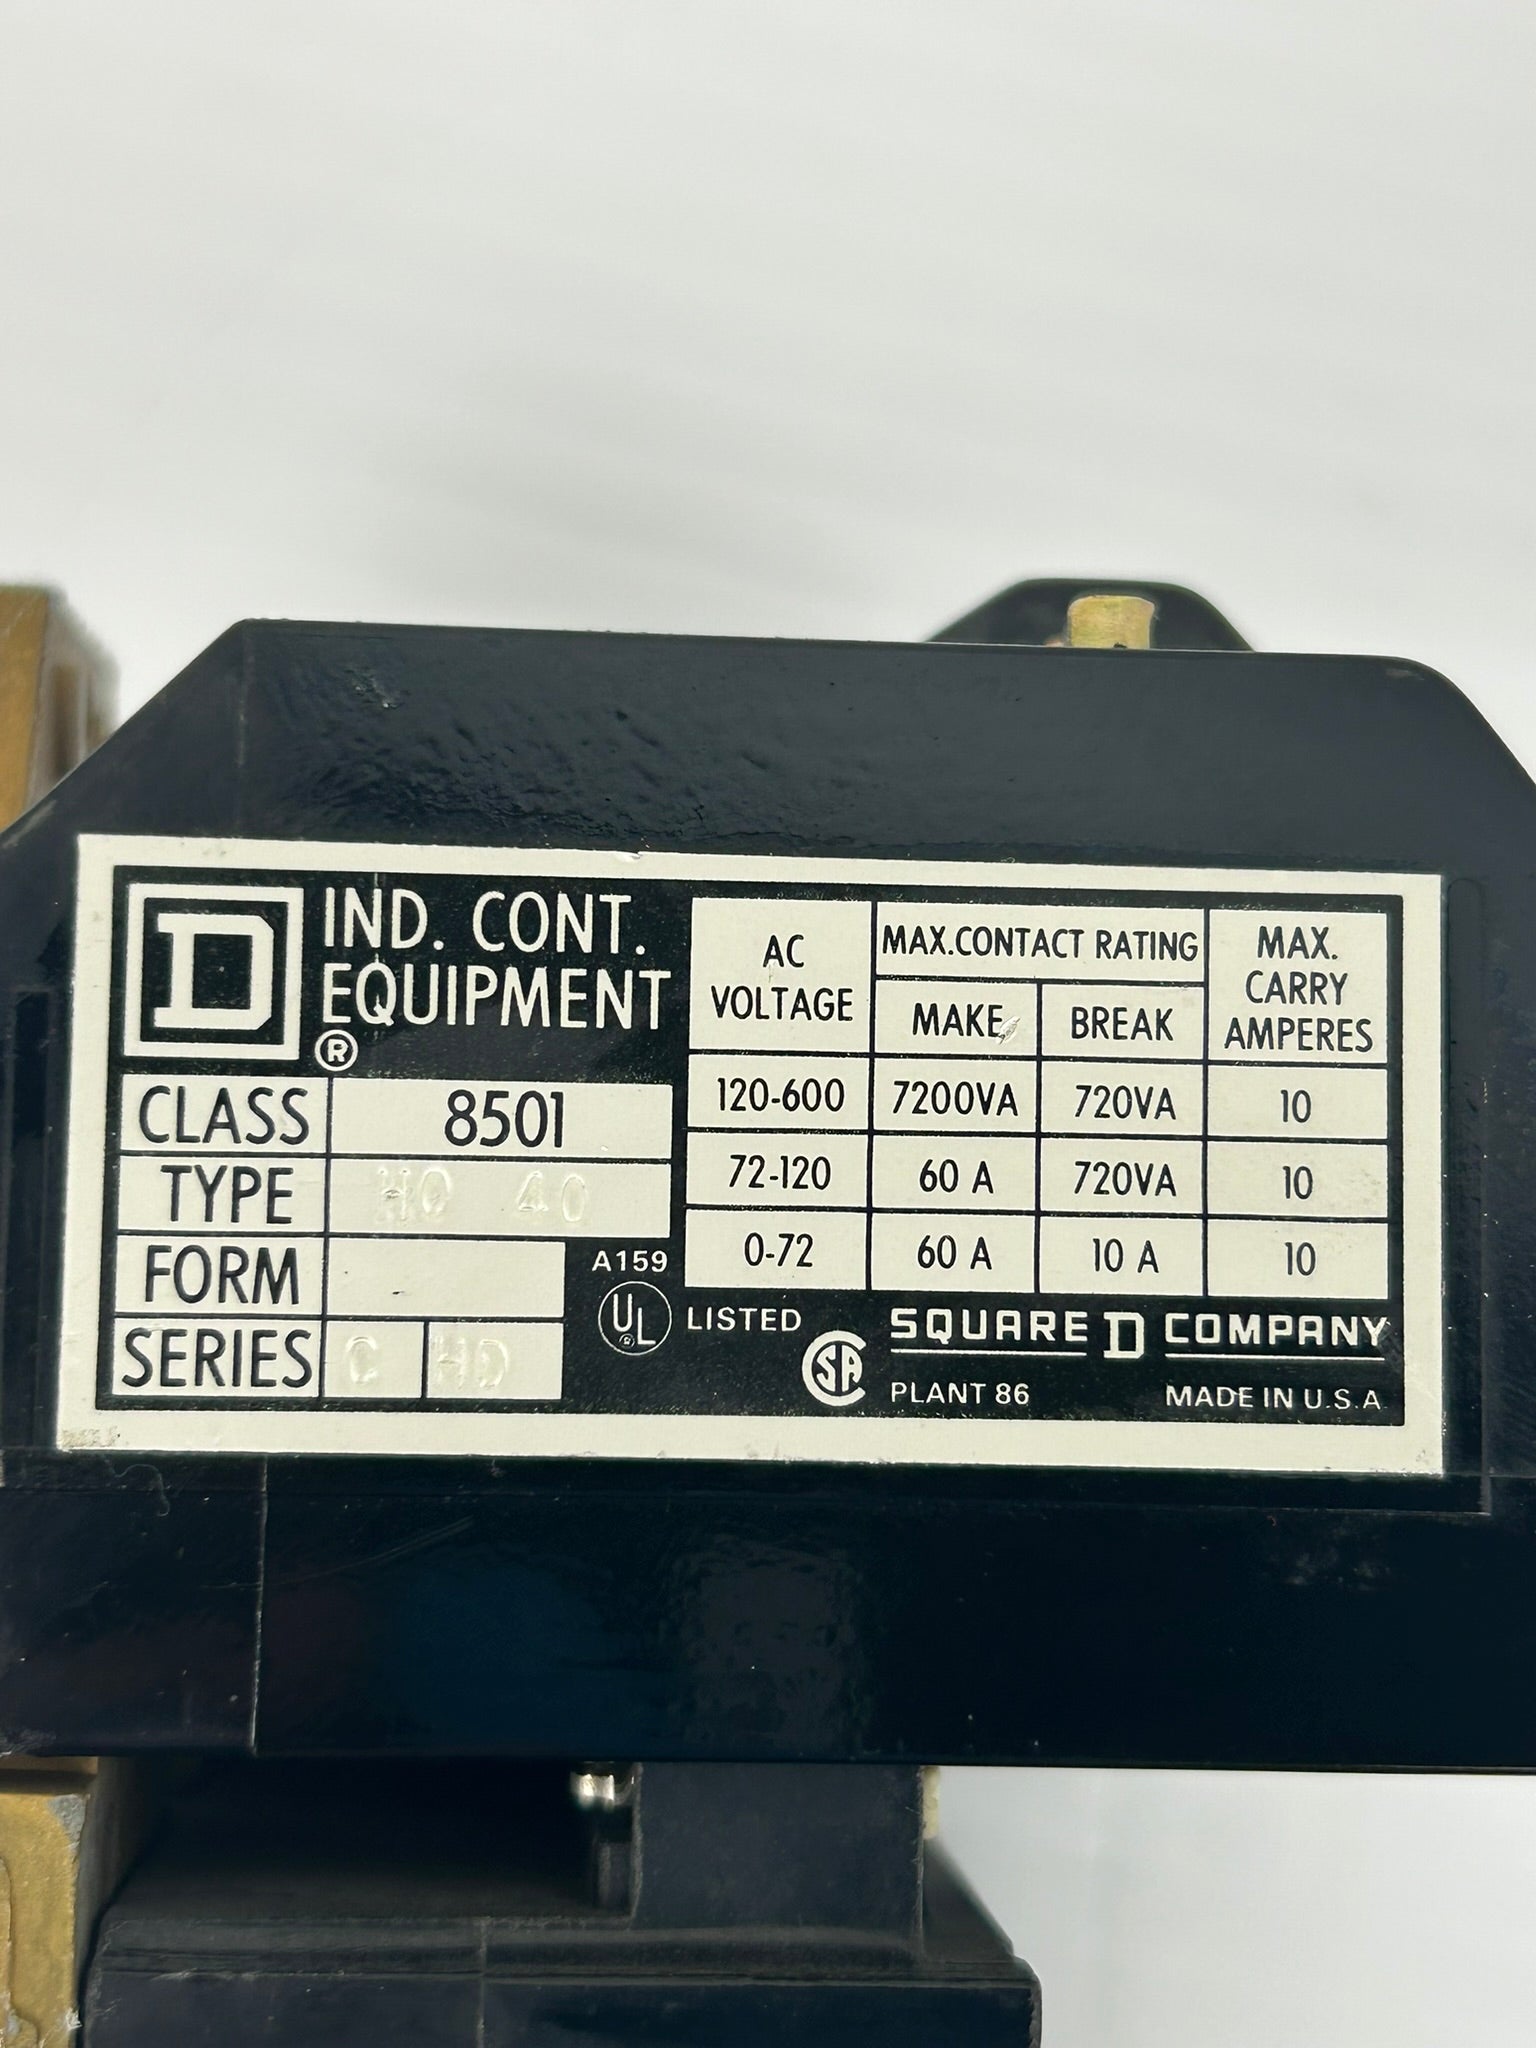 D IND. CONT.
EQUIPMENT
®
CLASS 8501
TYPE HO 40
FORM
SERIES C HD
A159
UL ® LISTED
AC VOLTAGE MAX.CONTACT RATING MAX. CARRY AMPERES
MAKE BREAK
120-600 7200VA 720VA 10
72-120 60 A 720VA 10
0-72 60 A 10 A 10
SA SQUARE D COMPANY
PLANT 86 MADE IN U.S.A.